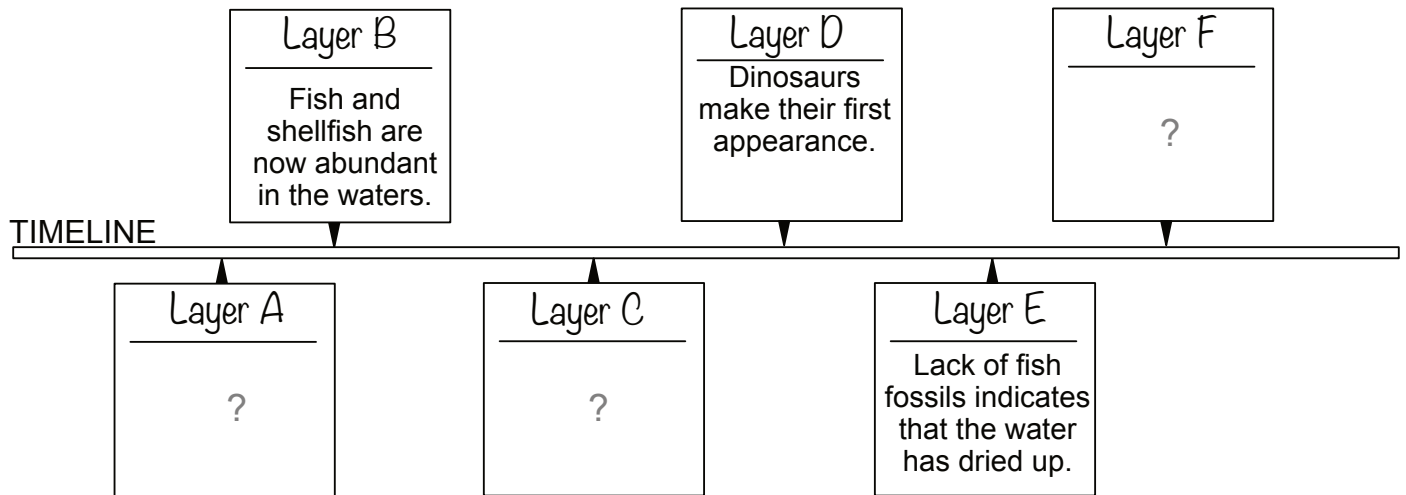 Layer B
Fish and
shellfish are
now abundant
in the waters.
Layer D
Dinosaurs
make their first
appearance.
Layer F
?
TIMELINE
Layer A
?
Layer C
?
Layer E
Lack of fish
fossils indicates
that the water
has dried up.